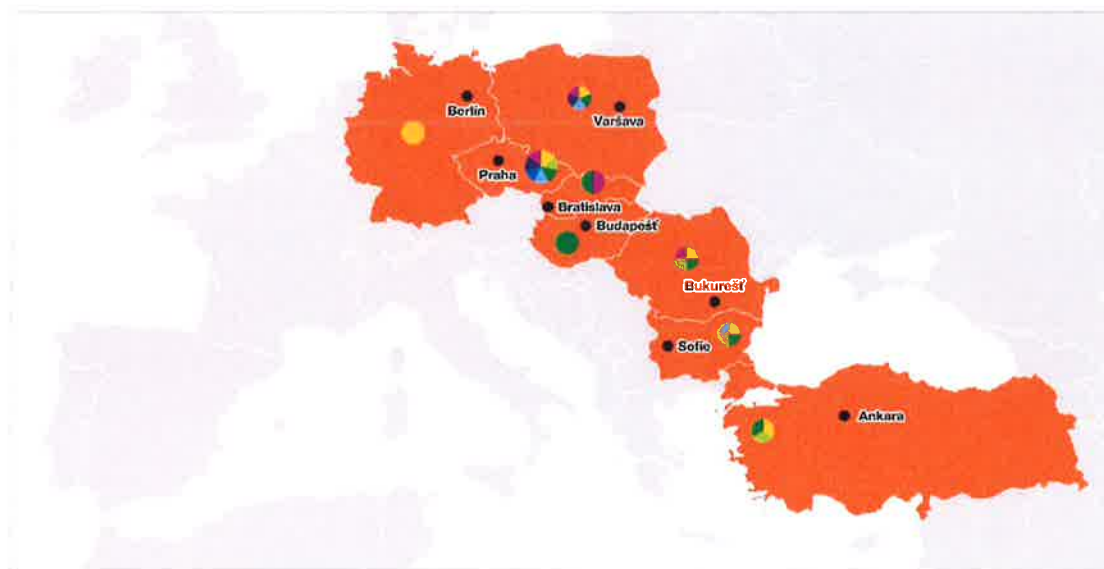 Berlín
Varšava
Praha
Bratislava
Budapešť
Bukurešť
Sofie
Ankara